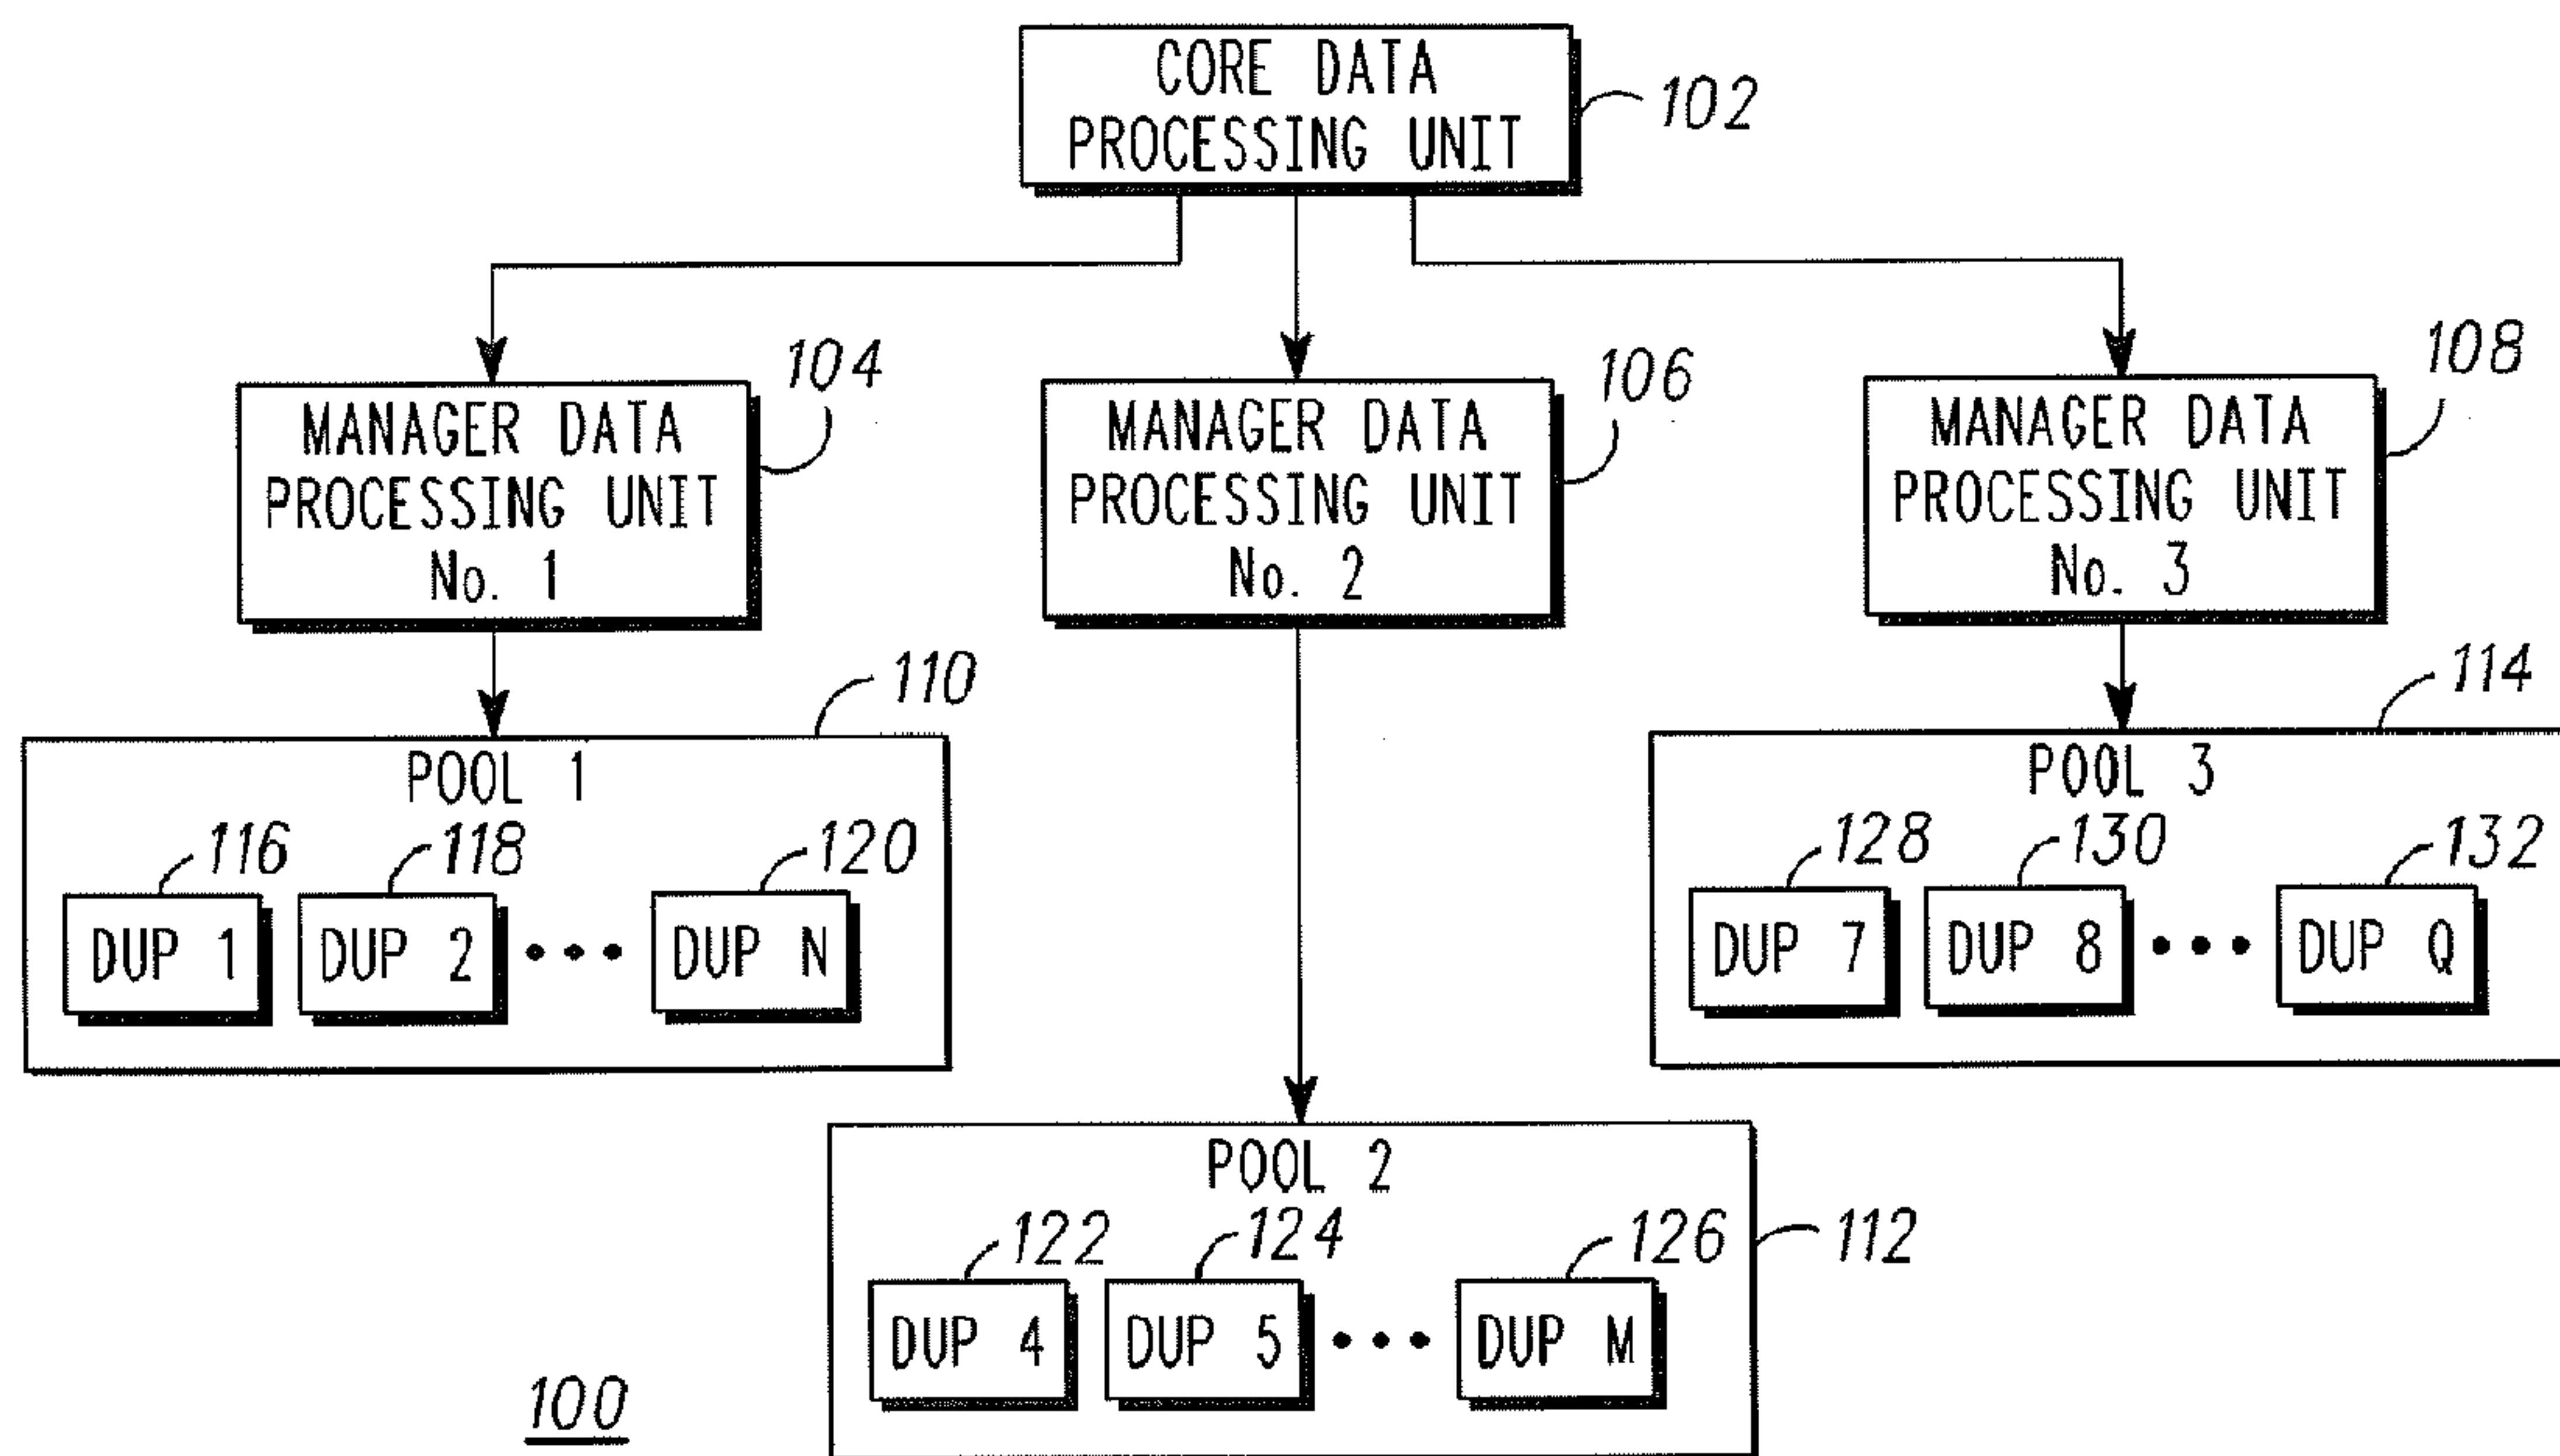 CORE DATA
PROCESSING UNIT
102
MANAGER DATA
PROCESSING UNIT
No. 1
104
MANAGER DATA
PROCESSING UNIT
No. 2
106
MANAGER DATA
PROCESSING UNIT
No. 3
108
110
POOL 1
116
118
120
DUP 1
DUP 2
• • •
DUP N
114
POOL 3
128
130
132
DUP 7
DUP 8
• • •
DUP Q
POOL 2
112
122
124
126
DUP 4
DUP 5
• • •
DUP M
100